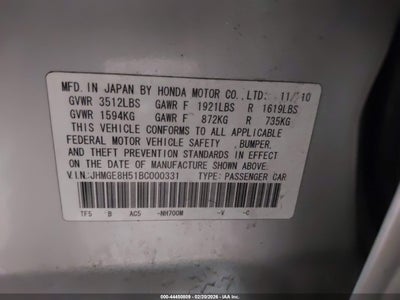 MFD. IN JAPAN BY HONDA MOTOR CO., LTD. 11/10
GVWR 3512LBS GAWR F 1921LBS R 1619LBS
GVWR 1594KG GAWR F 872KG R 735KG
THIS VEHICLE CONFORMS TO ALL APPLICABLE
FEDERAL MOTOR VEHICLE SAFETY, BUMPER,
AND THEFT PREVENTION STANDARDS IN EFFECT
ON THE DATE OF MANUFACTURE SHOWN ABOVE.
V.I.N.: JHMGE8H51BC000331 TYPE: PASSENGER CAR
TF5 -B AC5 -NH700M -V -C
000-44450809 - 02/20/2026 - IAAI.COM